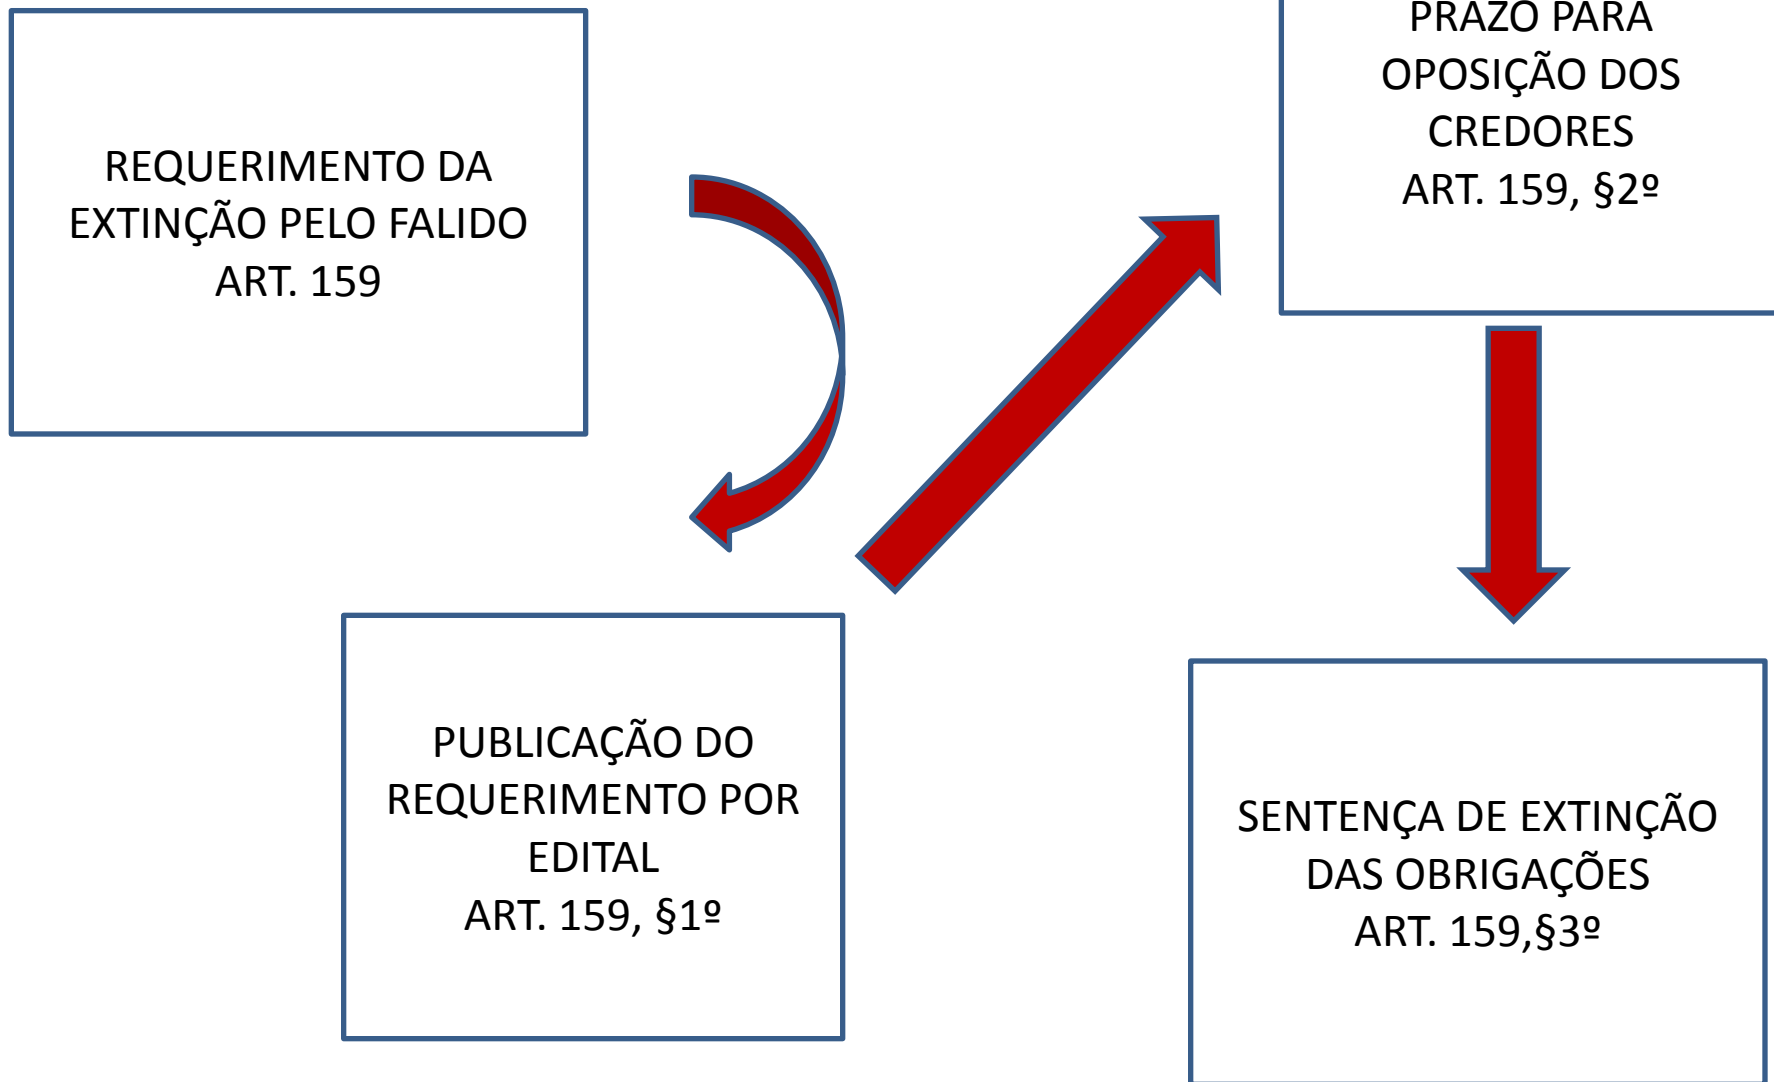 REQUERIMENTO DA
EXTINÇÃO PELO FALIDO
ART. 159
PUBLICAÇÃO DO
REQUERIMENTO POR
EDITAL
ART. 159, §1º
PRAZO PARA
OPOSIÇÃO DOS
CREDORES
ART. 159, §2º
SENTENÇA DE EXTINÇÃO
DAS OBRIGAÇÕES
ART. 159,§3º